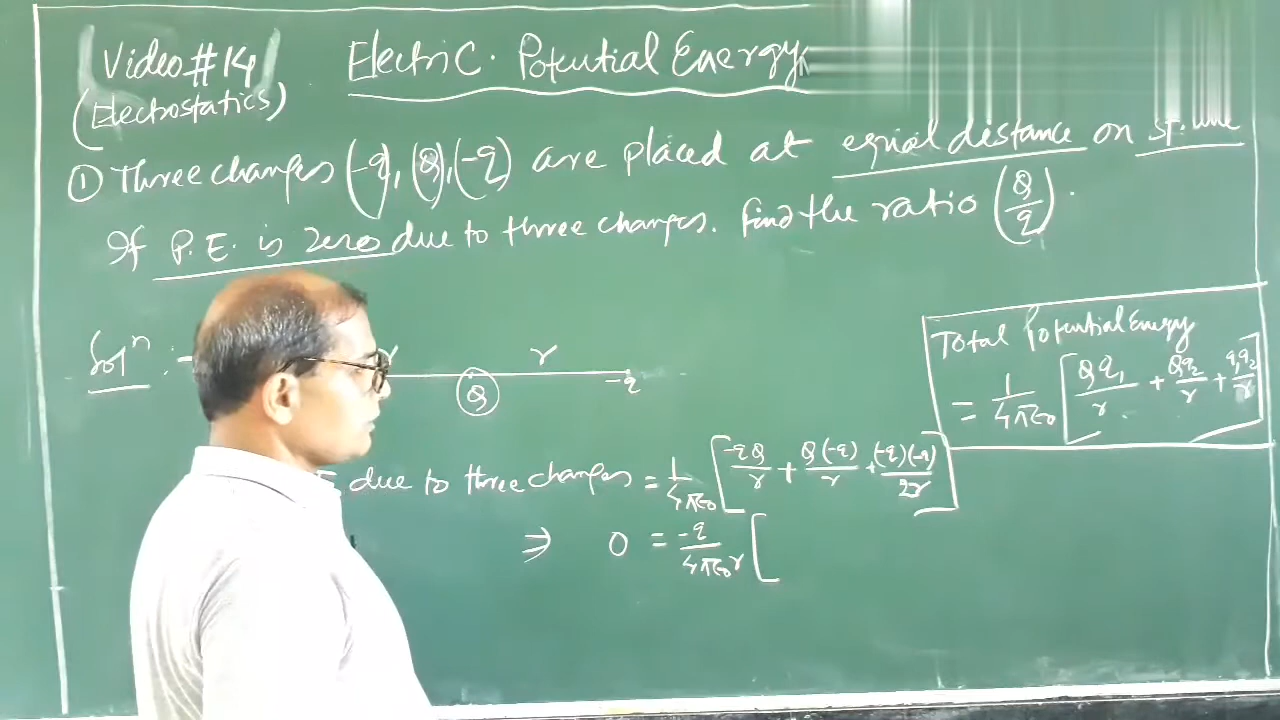 Video#14
Electric. Potential Energy
(Electrostatics)
① Three charges (-q), (Q), (-q) are placed at equal distance on st. line
If P.E. is zero due to three charges. find the ratio (Q/q).
Solⁿ :-
r
Q
-q
Total Potential Energy
= 1/4πε₀ [Qq₁/r + Qq₂/r + q₁q₂/r]
due to three charges = 1/4πε₀ [-qQ/r + Q(-q)/r + (-q)(-q)/2r]
⇒ 0 = -q/4πε₀r [